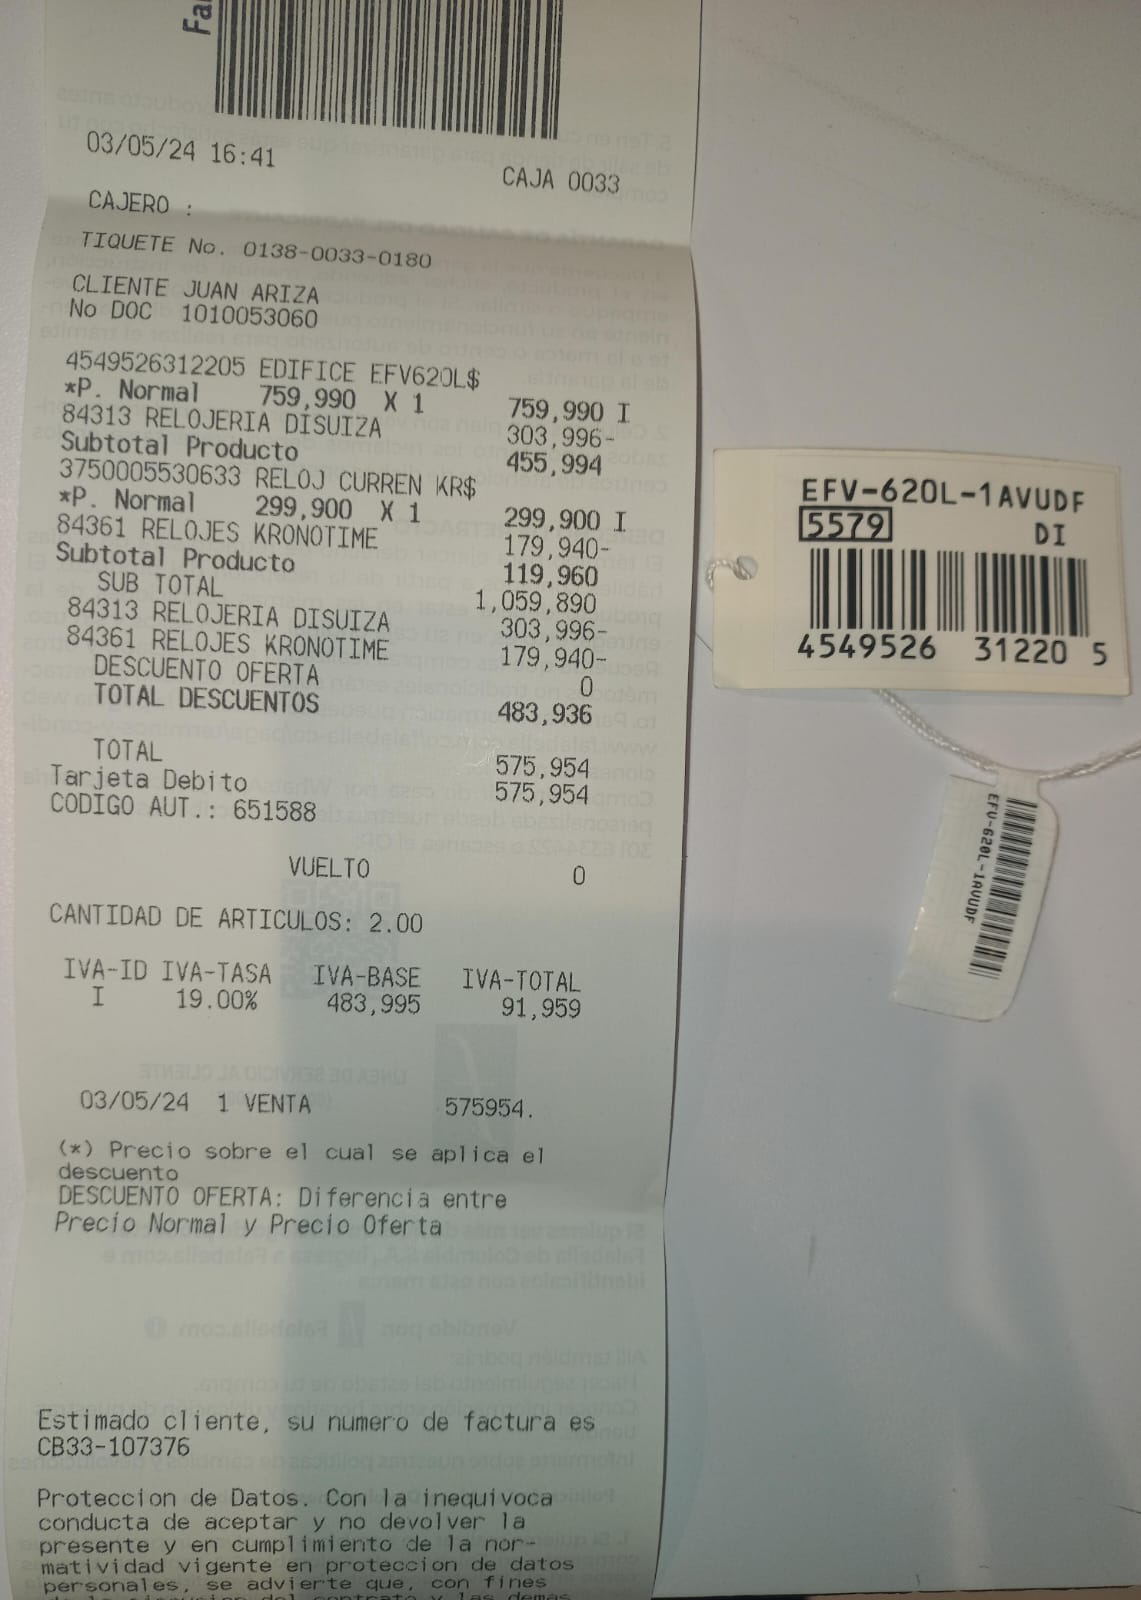 Fa
03/05/24 16:41
CAJA 0033
CAJERO :
TIQUETE No. 0138-0033-0180
CLIENTE JUAN ARIZA
No DOC 1010053060
4549526312205 EDIFICE EFV620L$
*P. Normal 759,990 X 1 759,990 I
84313 RELOJERIA DISUIZA 303,996-
Subtotal Producto 455,994
3750005530633 RELOJ CURREN KR$
*P. Normal 299,900 X 1 299,900 I
84361 RELOJES KRONOTIME 179,940-
Subtotal Producto 119,960
SUB TOTAL 1,059,890
84313 RELOJERIA DISUIZA 303,996-
84361 RELOJES KRONOTIME 179,940-
DESCUENTO OFERTA 0
TOTAL DESCUENTOS 483,936
TOTAL 575,954
Tarjeta Debito 575,954
CODIGO AUT.: 651588
VUELTO 0
CANTIDAD DE ARTICULOS: 2.00
IVA-ID IVA-TASA IVA-BASE IVA-TOTAL
I 19.00% 483,995 91,959
03/05/24 1 VENTA 575954.
(*) Precio sobre el cual se aplica el
descuento
DESCUENTO OFERTA: Diferencia entre
Precio Normal y Precio Oferta
Estimado cliente, su numero de factura es
CB33-107376
Proteccion de Datos. Con la inequivoca
conducta de aceptar y no devolver la
presente y en cumplimiento de la nor-
matividad vigente en proteccion de datos
personales, se advierte que, con fines
EFV-620L-1AVUDF
5579 DI
4549526 31220 5
EFV-620L-1AVUDF